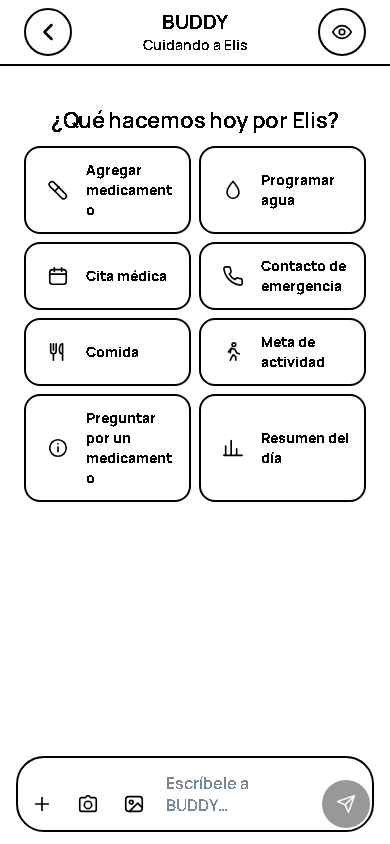 BUDDY
Cuidando a Elis
¿Qué hacemos hoy por Elis?
Agregar
medicament
o
Programar
agua
Cita médica
Contacto de
emergencia
Comida
Meta de
actividad
Preguntar
por un
medicament
o
Resumen del
día
Escríbele a
BUDDY…